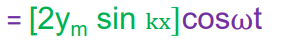 = [2yₘ sin kx]cosωt